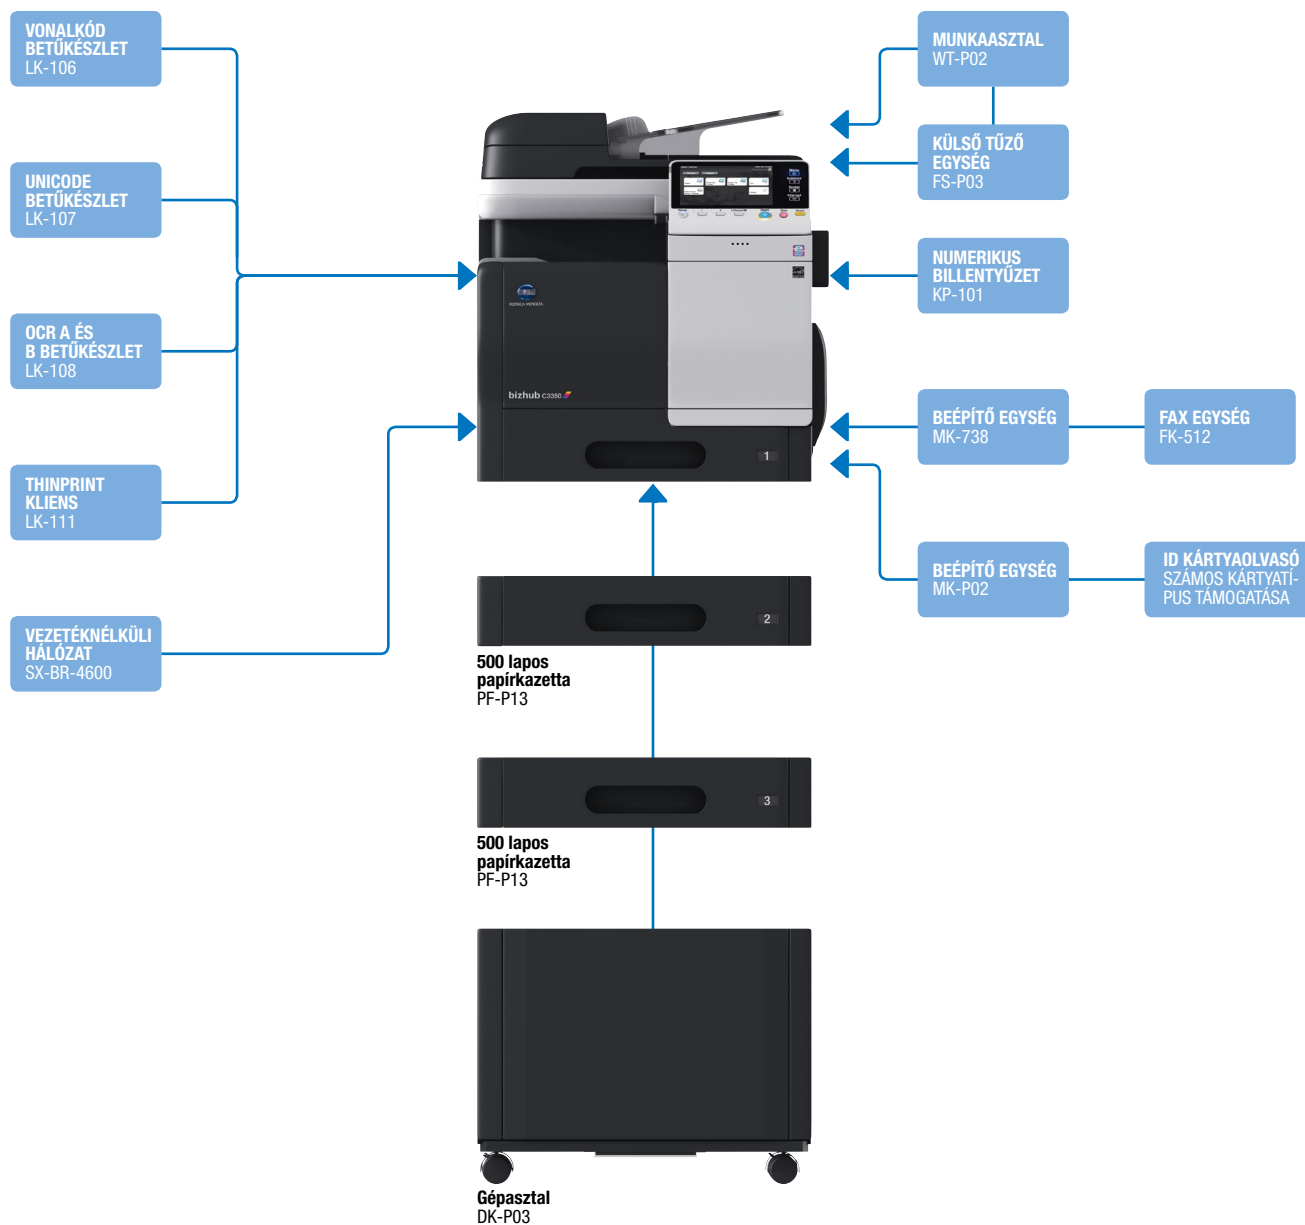 VONALKÓD
BETŰKÉSZLET
LK-106
UNICODE
BETŰKÉSZLET
LK-107
OCR A ÉS
B BETŰKÉSZLET
LK-108
THINPRINT
KLIENS
LK-111
VEZETÉKNÉLKÜLI
HÁLÓZAT
SX-BR-4600
KONICA MINOLTA
bizhub C3350
1
2
500 lapos
papírkazetta
PF-P13
3
500 lapos
papírkazetta
PF-P13
Gépasztal
DK-P03
MUNKAASZTAL
WT-P02
KÜLSŐ TŰZŐ
EGYSÉG
FS-P03
NUMERIKUS
BILLENTYŰZET
KP-101
BEÉPÍTŐ EGYSÉG
MK-738
FAX EGYSÉG
FK-512
BEÉPÍTŐ EGYSÉG
MK-P02
ID KÁRTYAOLVASÓ
SZÁMOS KÁRTYATÍ-
PUS TÁMOGATÁSA